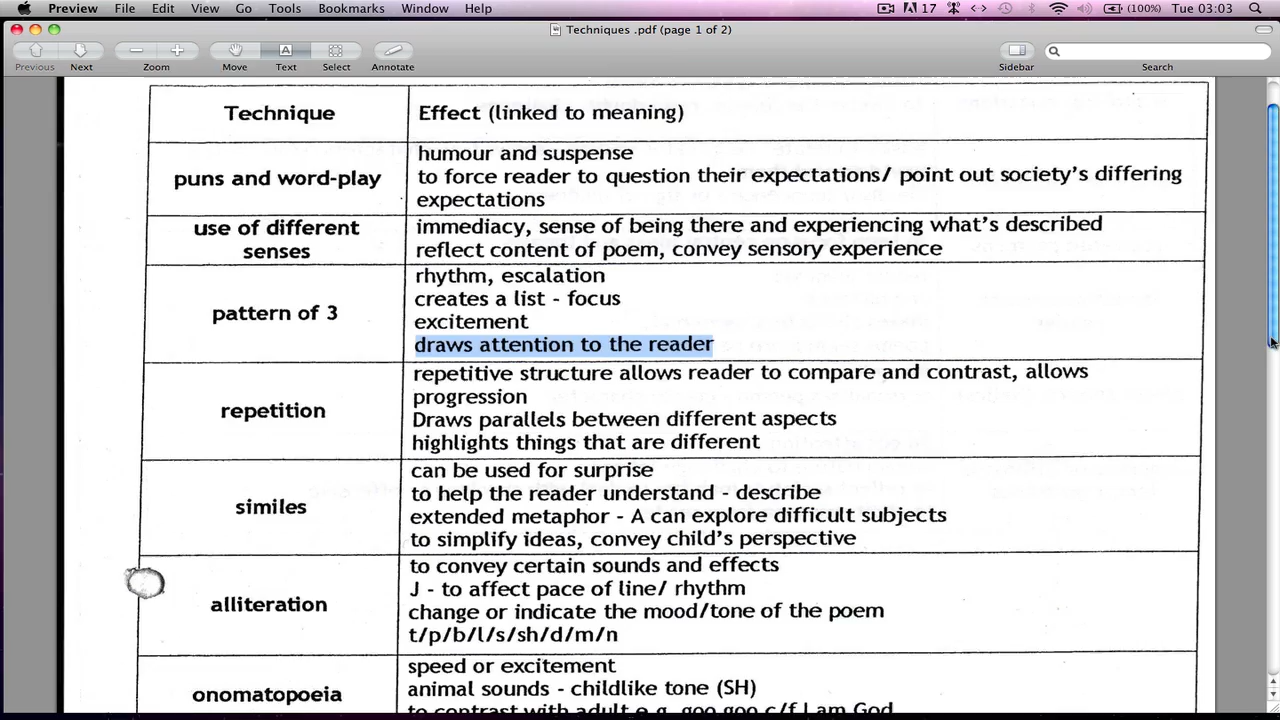 Preview File Edit View Go Tools Bookmarks Window Help 17 (100%) Tue 03:03
Techniques .pdf (page 1 of 2)
Previous Next Zoom Move Text Select Annotate Sidebar Search
Technique
Effect (linked to meaning)
puns and word-play
humour and suspense
to force reader to question their expectations/ point out society's differing
expectations
use of different
senses
immediacy, sense of being there and experiencing what's described
reflect content of poem, convey sensory experience
pattern of 3
rhythm, escalation
creates a list - focus
excitement
draws attention to the reader
repetition
repetitive structure allows reader to compare and contrast, allows
progression
Draws parallels between different aspects
highlights things that are different
similes
can be used for surprise
to help the reader understand - describe
extended metaphor - A can explore difficult subjects
to simplify ideas, convey child's perspective
alliteration
to convey certain sounds and effects
J - to affect pace of line/ rhythm
change or indicate the mood/tone of the poem
t/p/b/l/s/sh/d/m/n
onomatopoeia
speed or excitement
animal sounds - childlike tone (SH)
to contrast with adult e.g. goo goo c/f I am God